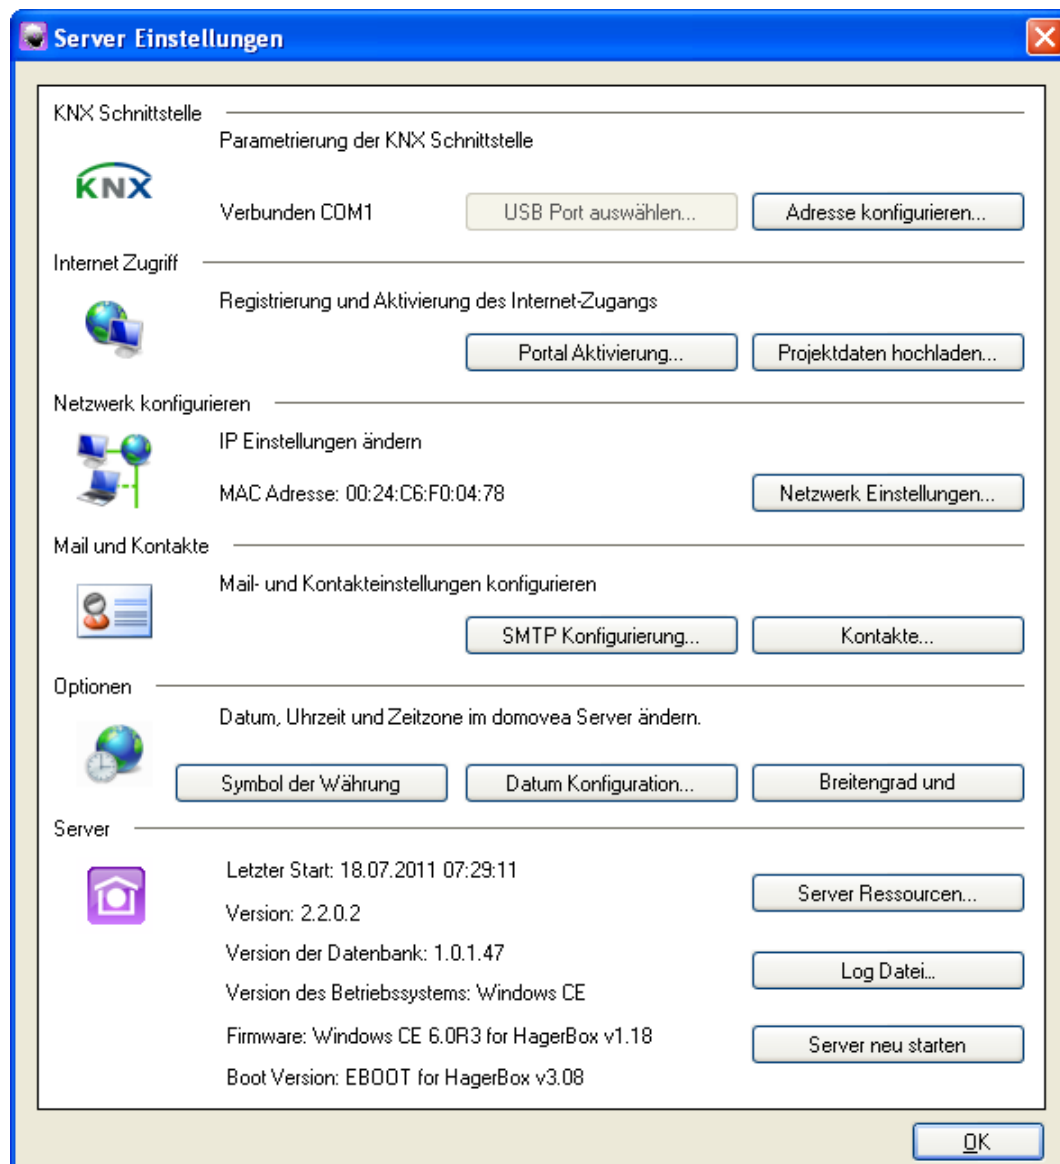 Server Einstellungen
KNX Schnittstelle
Parametrierung der KNX Schnittstelle
KNX
Verbunden COM1
USB Port auswählen...
Adresse konfigurieren...
Internet Zugriff
Registrierung und Aktivierung des Internet-Zugangs
Portal Aktivierung...
Projektdaten hochladen...
Netzwerk konfigurieren
IP Einstellungen ändern
MAC Adresse: 00:24:C6:F0:04:78
Netzwerk Einstellungen...
Mail und Kontakte
Mail- und Kontakteinstellungen konfigurieren
SMTP Konfigurierung...
Kontakte...
Optionen
Datum, Uhrzeit und Zeitzone im domovea Server ändern.
Symbol der Währung
Datum Konfiguration...
Breitengrad und
Server
Letzter Start: 18.07.2011 07:29:11
Server Ressourcen...
Version: 2.2.0.2
Version der Datenbank: 1.0.1.47
Log Datei...
Version des Betriebssystems: Windows CE
Firmware: Windows CE 6.0R3 for HagerBox v1.18
Server neu starten
Boot Version: EBOOT for HagerBox v3.08
OK